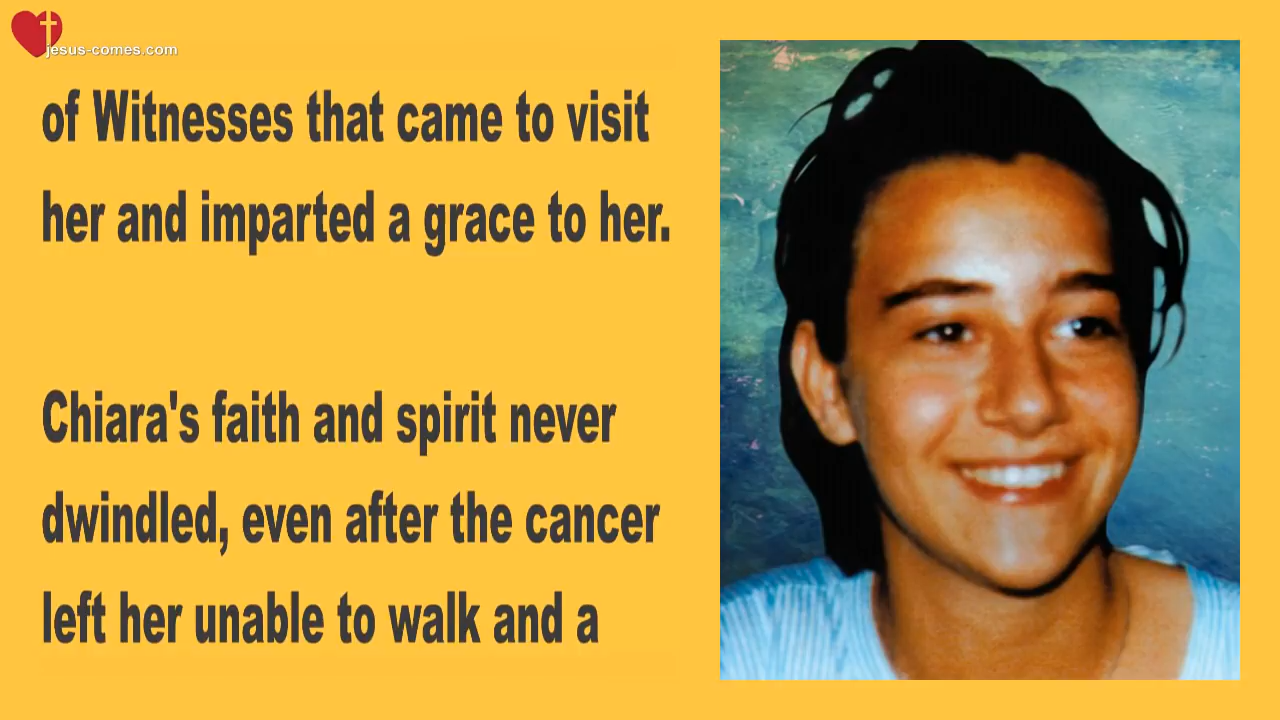 jesus-comes.com
of Witnesses that came to visit
her and imparted a grace to her.
Chiara's faith and spirit never
dwindled, even after the cancer
left her unable to walk and a